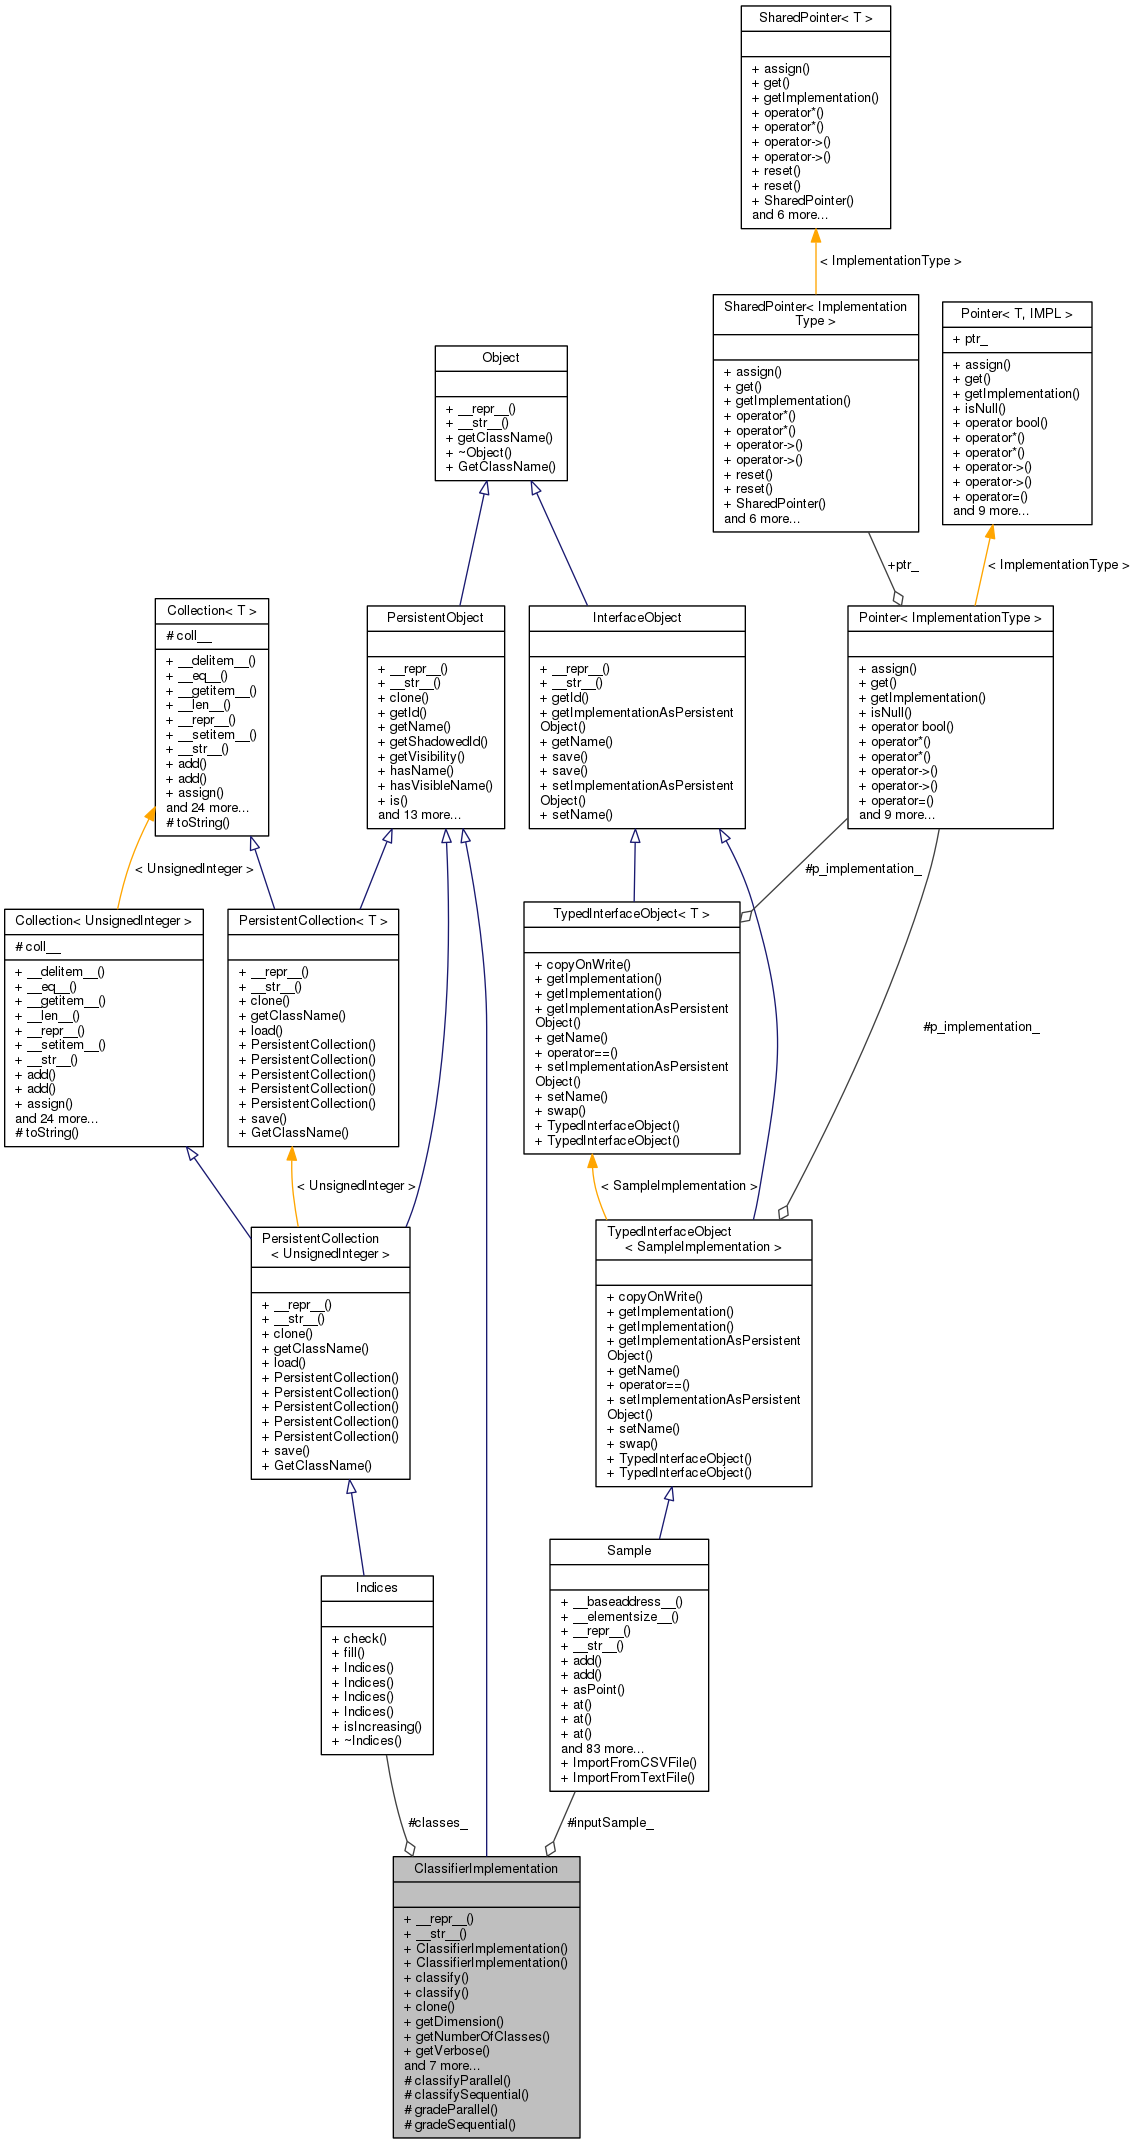 SharedPointer< T >
+ assign()
+ get()
+ getImplementation()
+ operator*()
+ operator*()
+ operator->()
+ operator->()
+ reset()
+ reset()
+ SharedPointer()
and 6 more...
< ImplementationType >
SharedPointer< Implementation
Type >
+ assign()
+ get()
+ getImplementation()
+ operator*()
+ operator*()
+ operator->()
+ operator->()
+ reset()
+ reset()
+ SharedPointer()
and 6 more...
Pointer< T, IMPL >
+ ptr_
+ assign()
+ get()
+ getImplementation()
+ isNull()
+ operator bool()
+ operator*()
+ operator*()
+ operator->()
+ operator->()
+ operator=()
and 9 more...
Object
+ __repr__()
+ __str__()
+ getClassName()
+ ~Object()
+ GetClassName()
+ptr_
< ImplementationType >
Collection< T >
# coll__
+ __delitem__()
+ __eq__()
+ __getitem__()
+ __len__()
+ __repr__()
+ __setitem__()
+ __str__()
+ add()
+ add()
+ assign()
and 24 more...
# toString()
PersistentObject
+ __repr__()
+ __str__()
+ clone()
+ getId()
+ getName()
+ getShadowedId()
+ getVisibility()
+ hasName()
+ hasVisibleName()
+ is()
and 13 more...
InterfaceObject
+ __repr__()
+ __str__()
+ getId()
+ getImplementationAsPersistent
Object()
+ getName()
+ save()
+ save()
+ setImplementationAsPersistent
Object()
+ setName()
Pointer< ImplementationType >
+ assign()
+ get()
+ getImplementation()
+ isNull()
+ operator bool()
+ operator*()
+ operator*()
+ operator->()
+ operator->()
+ operator=()
and 9 more...
< UnsignedInteger >
#p_implementation_
Collection< UnsignedInteger >
# coll__
+ __delitem__()
+ __eq__()
+ __getitem__()
+ __len__()
+ __repr__()
+ __setitem__()
+ __str__()
+ add()
+ add()
+ assign()
and 24 more...
# toString()
PersistentCollection< T >
+ __repr__()
+ __str__()
+ clone()
+ getClassName()
+ load()
+ PersistentCollection()
+ PersistentCollection()
+ PersistentCollection()
+ PersistentCollection()
+ PersistentCollection()
+ save()
+ GetClassName()
TypedInterfaceObject< T >
+ copyOnWrite()
+ getImplementation()
+ getImplementation()
+ getImplementationAsPersistent
Object()
+ getName()
+ operator==()
+ setImplementationAsPersistent
Object()
+ setName()
+ swap()
+ TypedInterfaceObject()
+ TypedInterfaceObject()
#p_implementation_
< UnsignedInteger >
< SampleImplementation >
PersistentCollection
< UnsignedInteger >
+ __repr__()
+ __str__()
+ clone()
+ getClassName()
+ load()
+ PersistentCollection()
+ PersistentCollection()
+ PersistentCollection()
+ PersistentCollection()
+ PersistentCollection()
+ save()
+ GetClassName()
TypedInterfaceObject
< SampleImplementation >
+ copyOnWrite()
+ getImplementation()
+ getImplementation()
+ getImplementationAsPersistent
Object()
+ getName()
+ operator==()
+ setImplementationAsPersistent
Object()
+ setName()
+ swap()
+ TypedInterfaceObject()
+ TypedInterfaceObject()
Indices
+ check()
+ fill()
+ Indices()
+ Indices()
+ Indices()
+ Indices()
+ isIncreasing()
+ ~Indices()
Sample
+ __baseaddress__()
+ __elementsize__()
+ __repr__()
+ __str__()
+ add()
+ add()
+ asPoint()
+ at()
+ at()
+ at()
and 83 more...
+ ImportFromCSVFile()
+ ImportFromTextFile()
#classes_
#inputSample_
ClassifierImplementation
+ __repr__()
+ __str__()
+ ClassifierImplementation()
+ ClassifierImplementation()
+ classify()
+ classify()
+ clone()
+ getDimension()
+ getNumberOfClasses()
+ getVerbose()
and 7 more...
# classifyParallel()
# classifySequential()
# gradeParallel()
# gradeSequential()